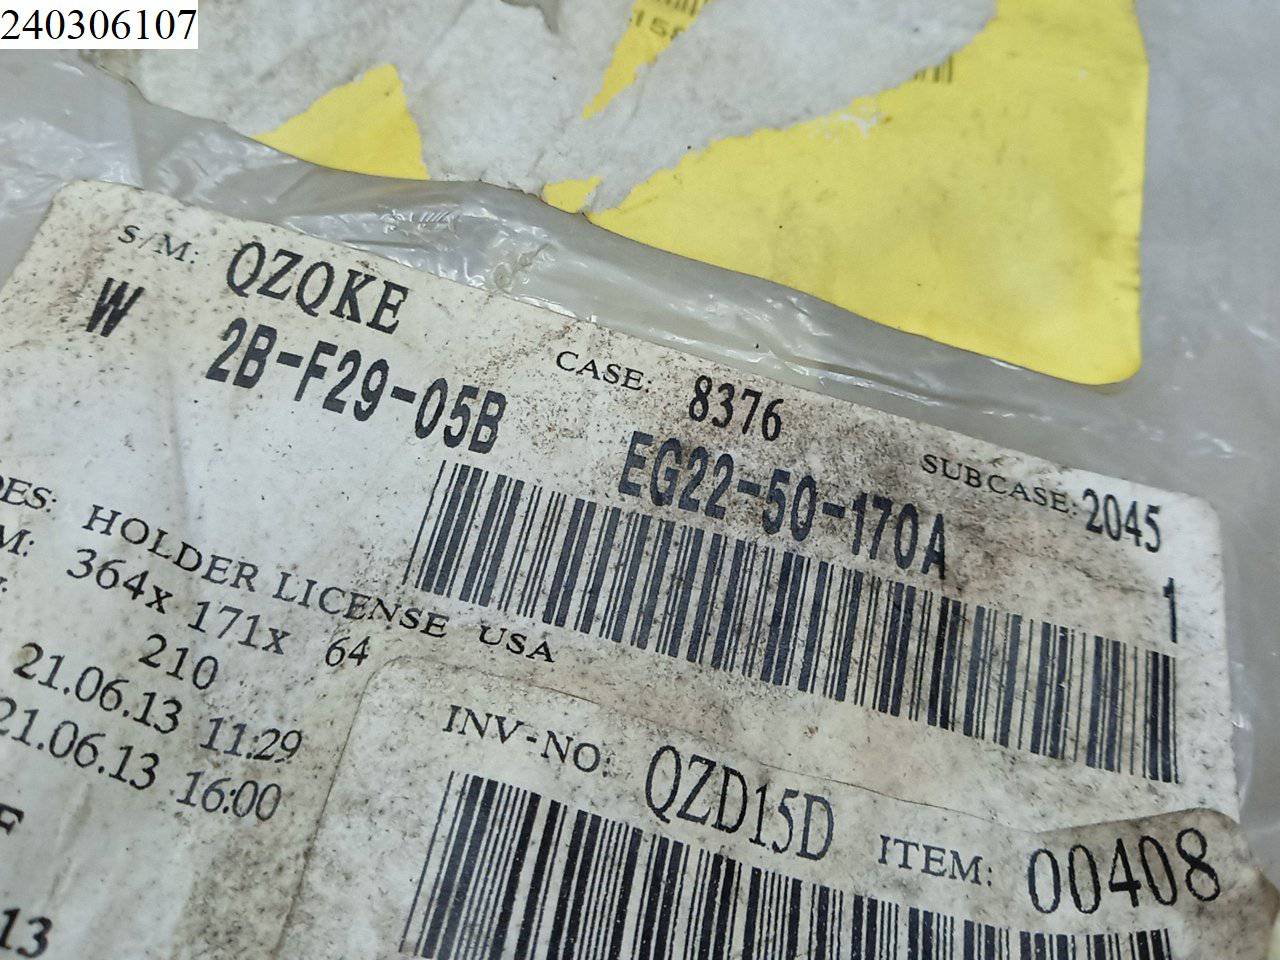 240306107
S/M: QZQKE CASE: 8376 SUBCASE: 2045
W 2B-F29-05B EG22-50-170A 1
DES: HOLDER LICENSE USA
M: 364x 171x 64
210
21.06.13 11:29
21.06.13 16:00
INV-NO: QZD15D ITEM: 00408
13